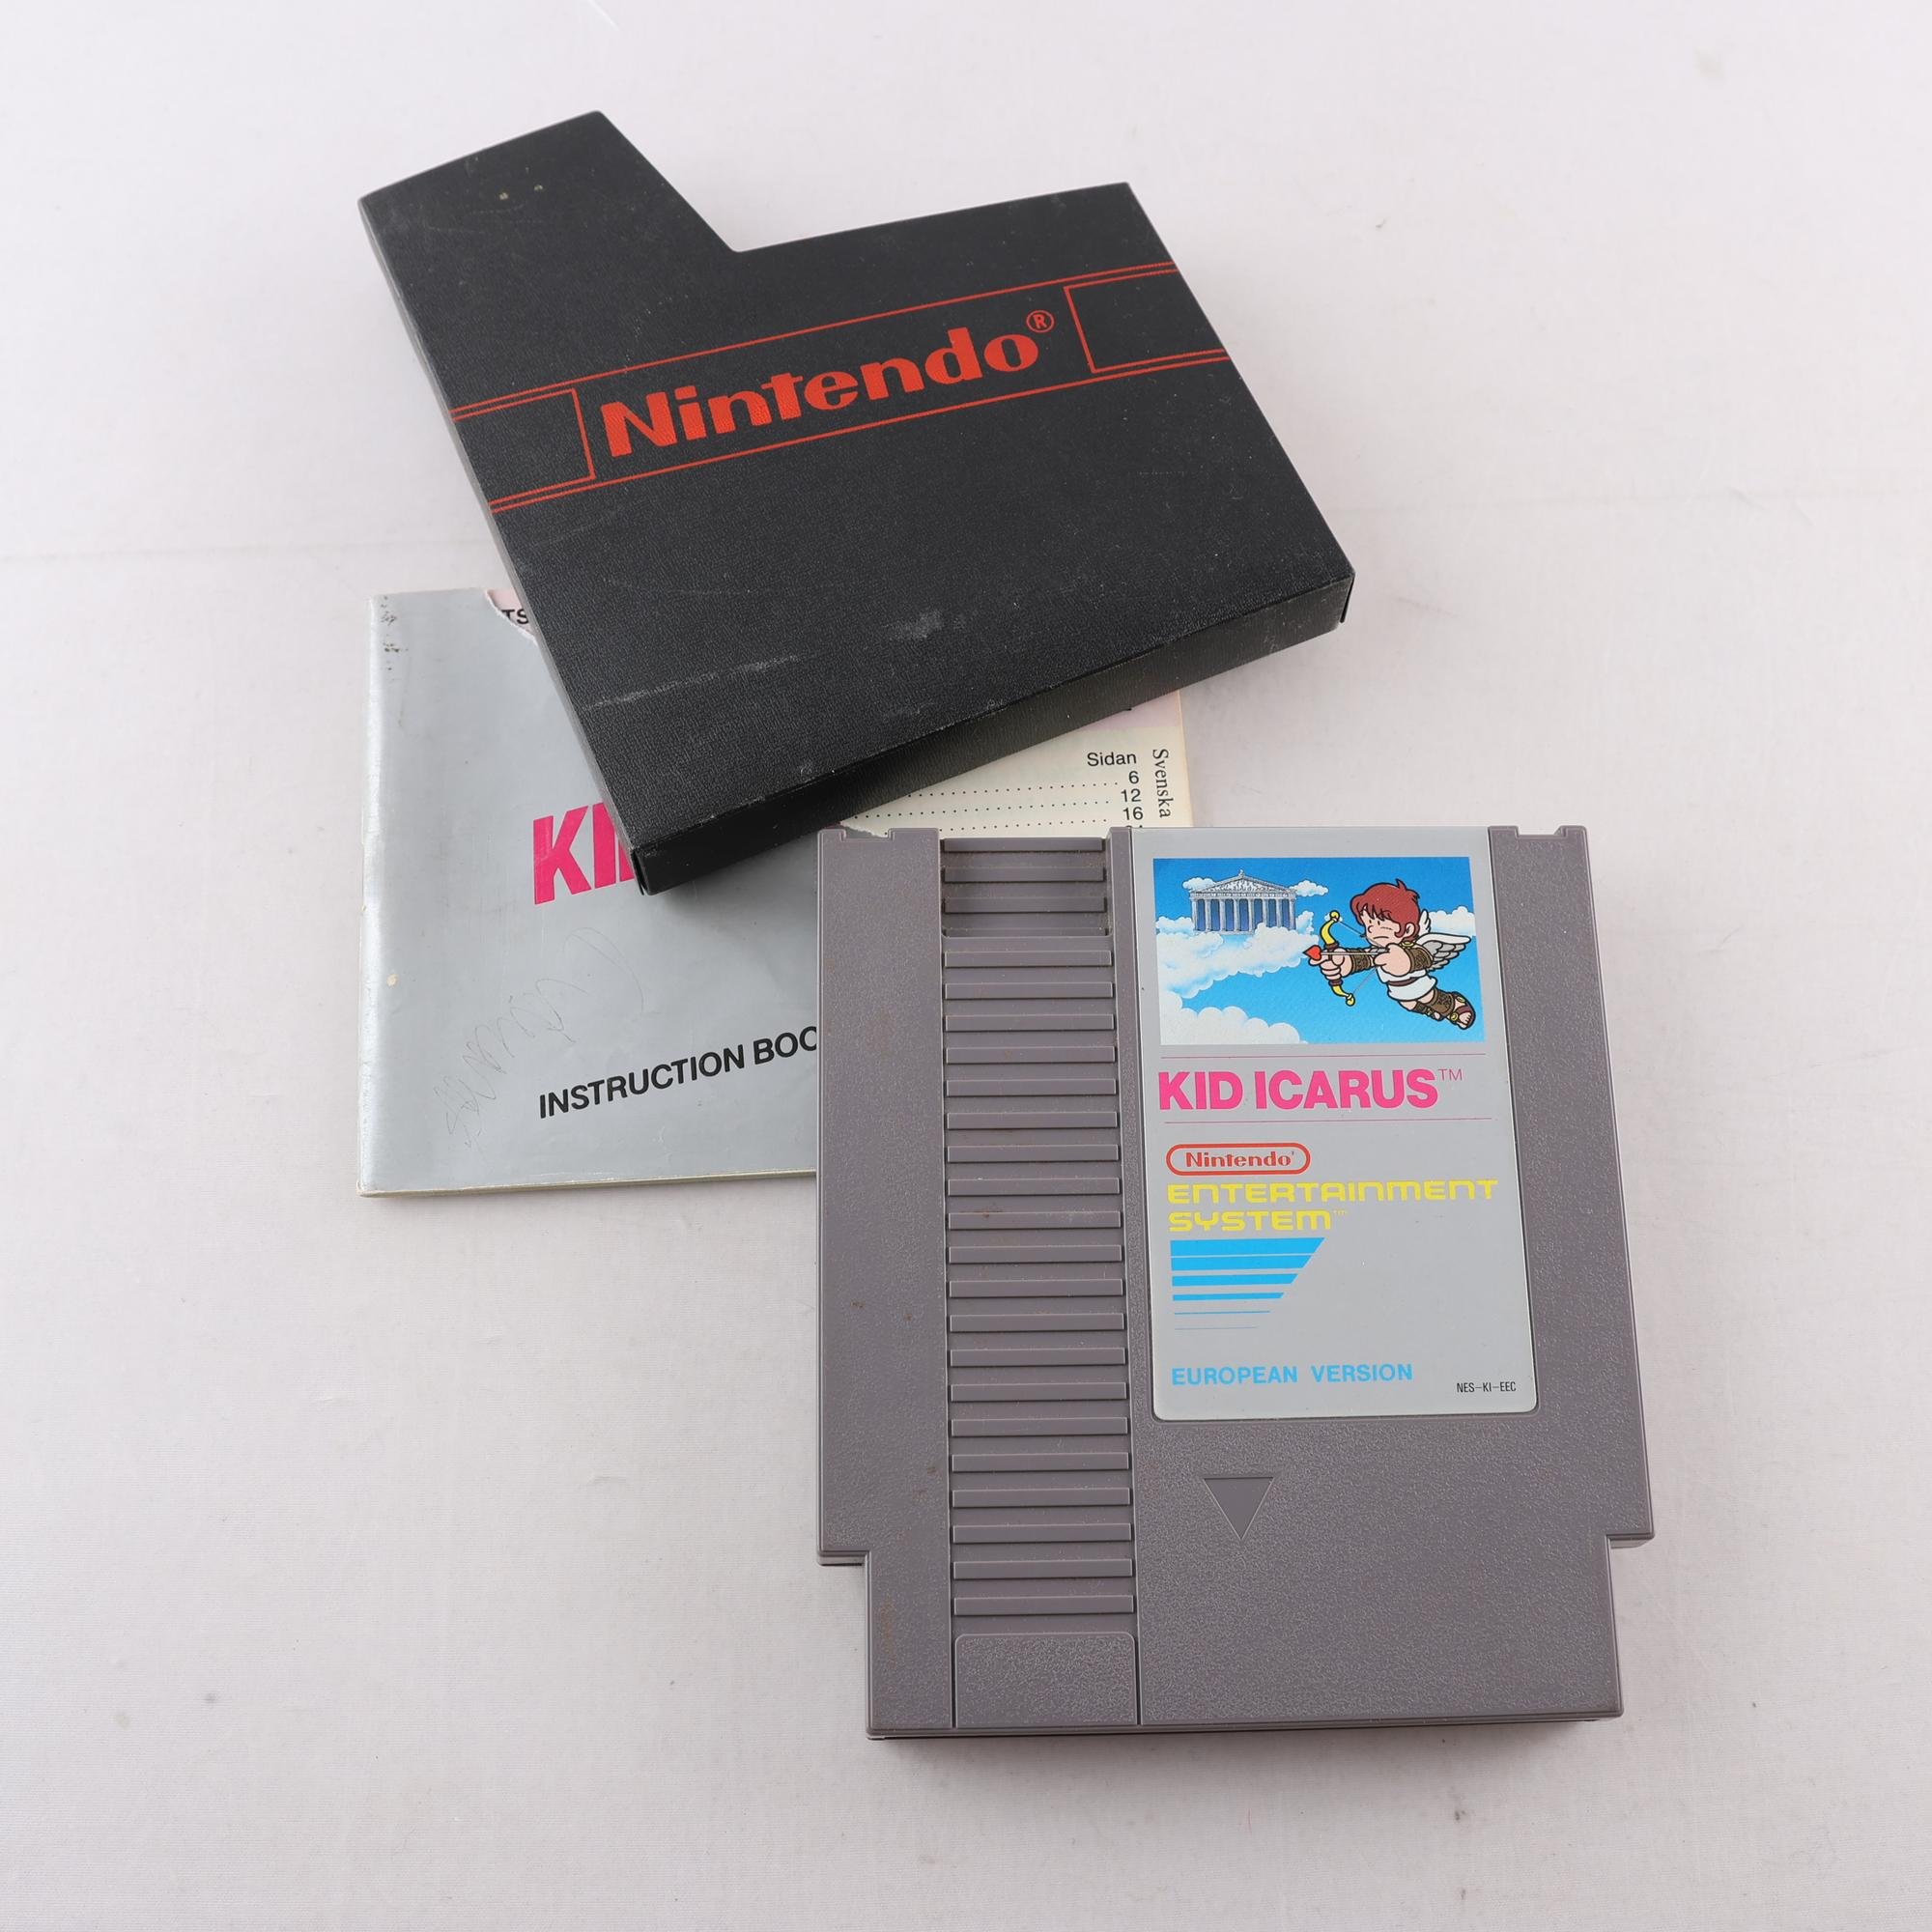 Nintendo®
TS
Sidan
6
12
16
Svenska
KI
INSTRUCTION BOO
KID ICARUS™
Nintendo®
ENTERTAINMENT
SYSTEM™
EUROPEAN VERSION
NES-KI-EEC